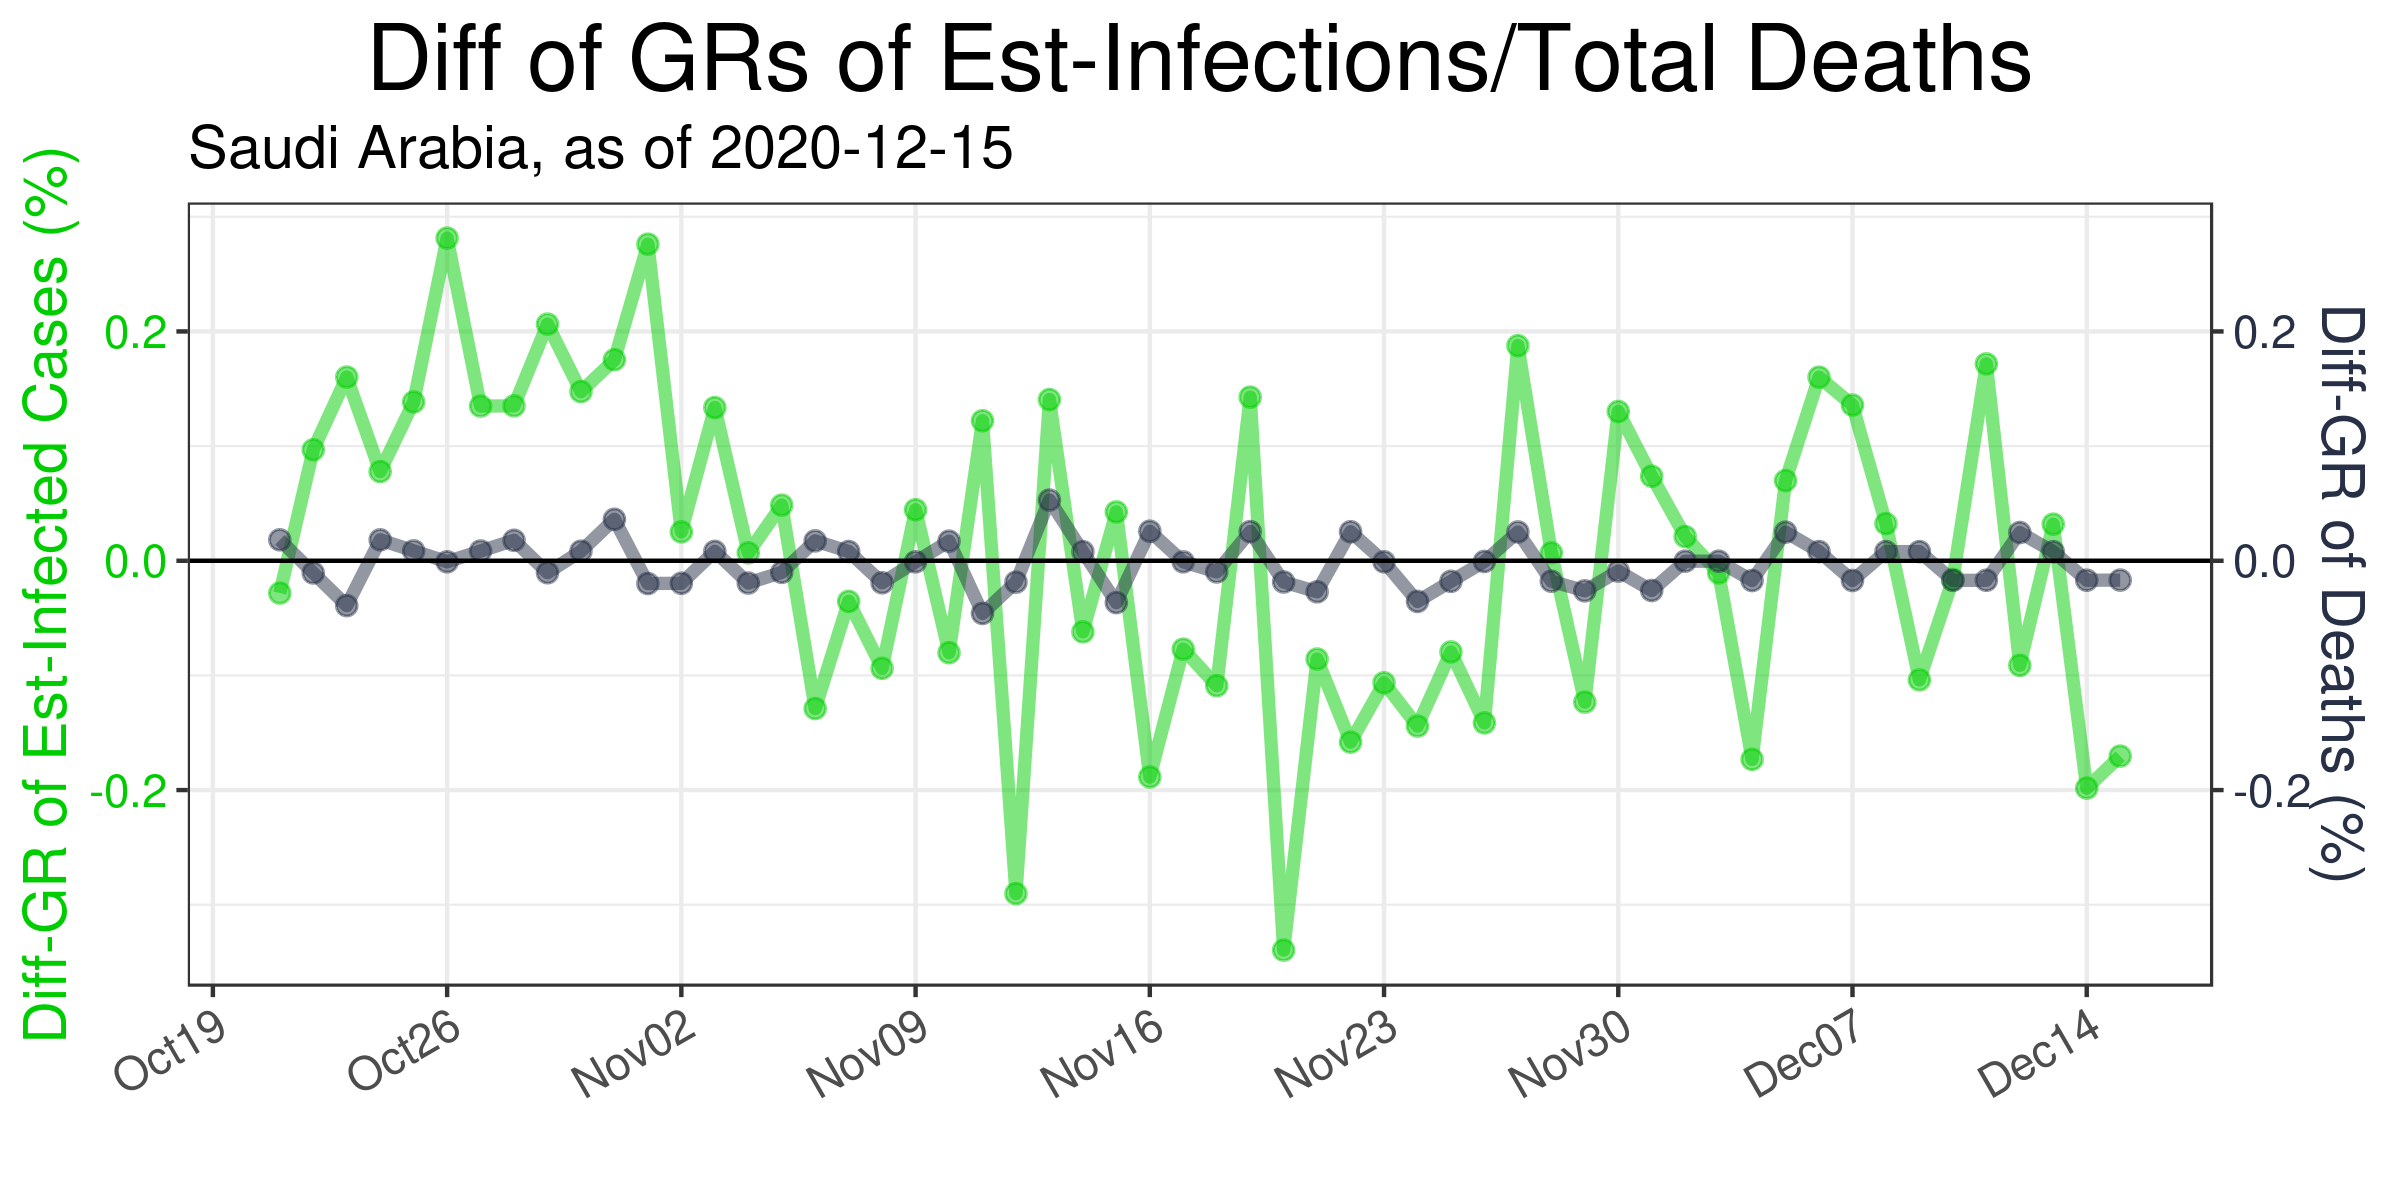 Diff of GRs of Est-Infections/Total Deaths
Saudi Arabia, as of 2020-12-15
Diff-GR of Est-Infected Cases (%)
0.2
0.0
-0.2
0.2
0.0
-0.2
Diff-GR of Deaths (%)
Oct19
Oct26
Nov02
Nov09
Nov16
Nov23
Nov30
Dec07
Dec14